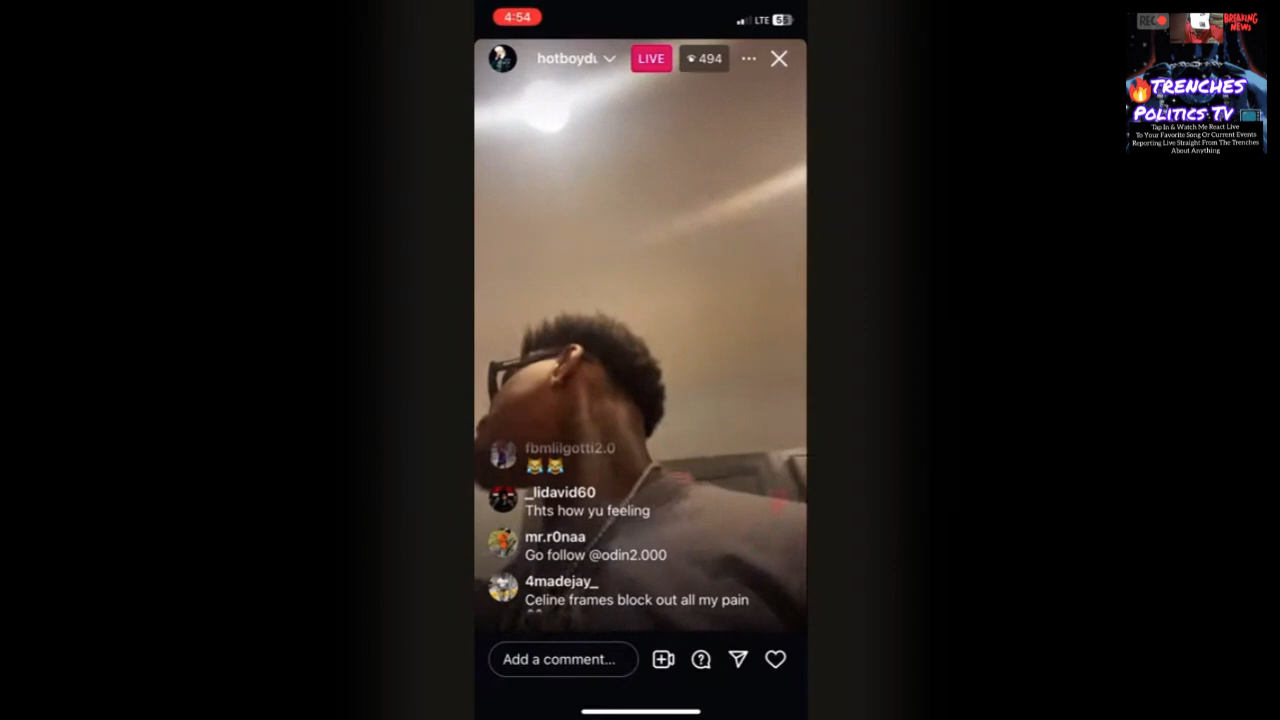 4:54
LTE 55
hotboydu
LIVE
494
fbmlilgotti2.0
_lidavid60
Thts how yu feeling
mr.r0naa
Go follow @odin2.000
4madejay_
Celine frames block out all my pain
Add a comment...
REC
BREAKING
NEWS
TRENCHES
POLITICS TV
Tap In & Watch Me React Live
To Your Favorite Song Or Current Events
Reporting Live Straight From The Trenches
About Anything